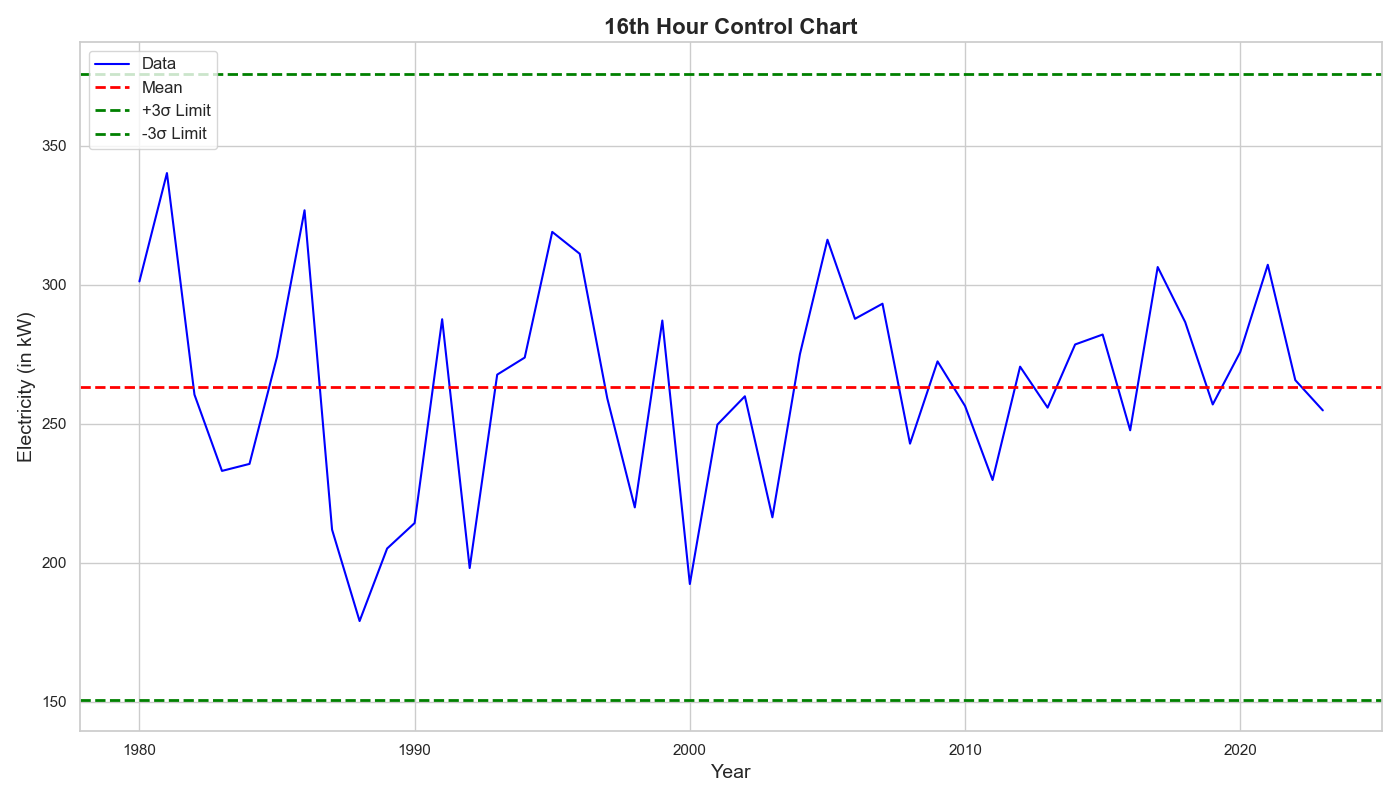 16th Hour Control Chart
Data
Mean
+3σ Limit
-3σ Limit
Electricity (in kW)
350
300
250
200
150
1980
1990
2000
2010
2020
Year